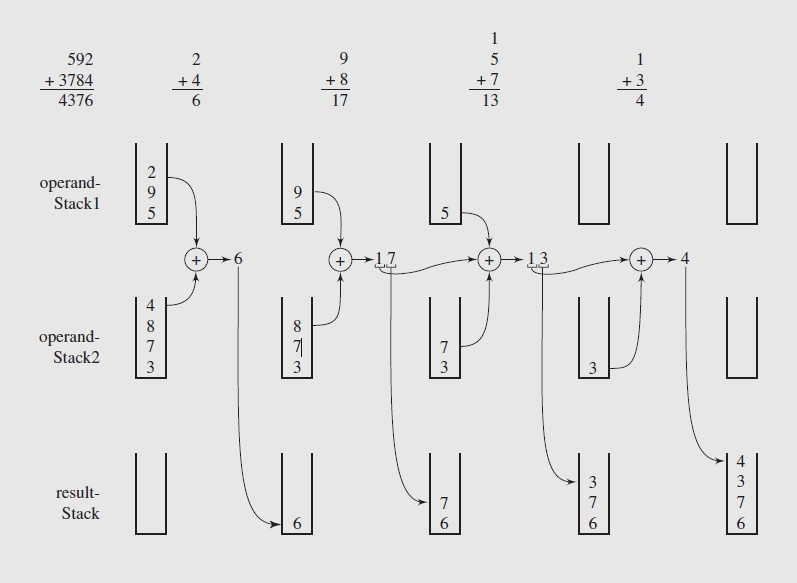 1
592 2 9 5 1
+ 3784 + 4 + 8 + 7 + 3
4376 6 17 13 4
operand-
Stack1
2
9 9
5 5 5
+ 6 + 17 + 13 + 4
operand-
Stack2
4
8 8
7 7 7
3 3 3 3
result-
Stack
4
3 3
7 7 7
6 6 6 6